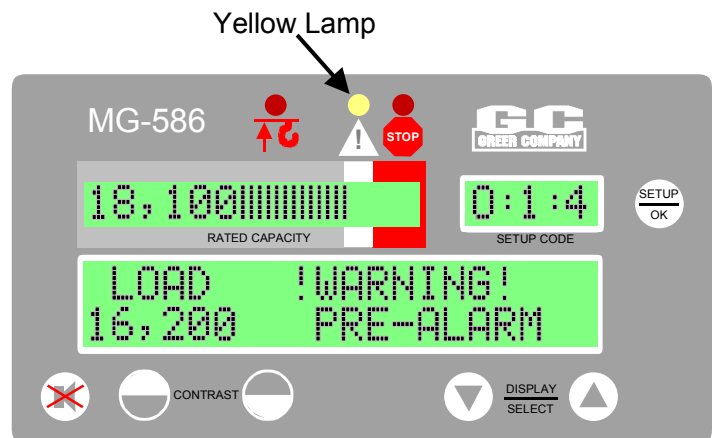 Yellow Lamp
MG-586
!
STOP
GC
GREER COMPANY
18,100
0:1:4
SETUP
OK
RATED CAPACITY
SETUP CODE
LOAD !WARNING!
16,200 PRE-ALARM
CONTRAST
DISPLAY
SELECT